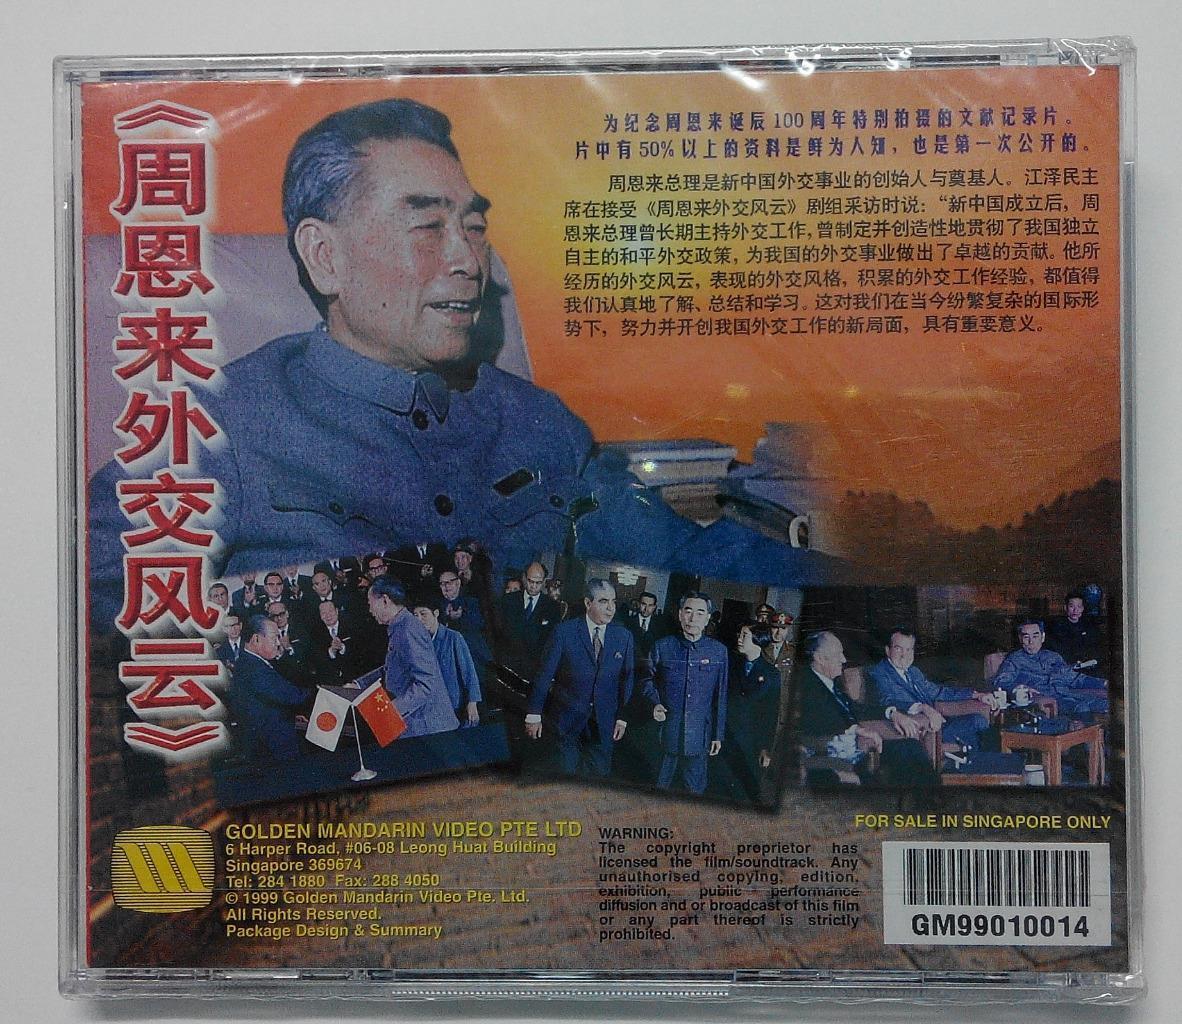 《周恩来外交风云》
为纪念周恩来诞辰100周年特别拍摄的文献记录片。
片中有50%以上的资料是鲜为人知，也是第一次公开的。
周恩来总理是新中国外交事业的创始人与奠基人。江泽民主
席在接受《周恩来外交风云》剧组采访时说：“新中国成立后，周
恩来总理曾长期主持外交工作，曾制定并创造性地贯彻了我国独立
自主的和平外交政策，为我国的外交事业做出了卓越的贡献。他所
经历的外交风云，表现的外交风格，积累的外交工作经验，都值得
我们认真地了解、总结和学习。这对我们在当今纷繁复杂的国际形
势下，努力并开创我国外交工作的新局面，具有重要意义。
GOLDEN MANDARIN VIDEO PTE LTD
6 Harper Road, #06-08 Leong Huat Building
Singapore 369674
Tel: 284 1880 Fax: 288 4050
© 1999 Golden Mandarin Video Pte. Ltd.
All Rights Reserved.
Package Design & Summary
WARNING:
The copyright proprietor has
licensed the film/soundtrack. Any
unauthorised copying, edition,
exhibition, public performance
diffusion and or broadcast of this film
or any part thereof is strictly
prohibited.
FOR SALE IN SINGAPORE ONLY
GM99010014